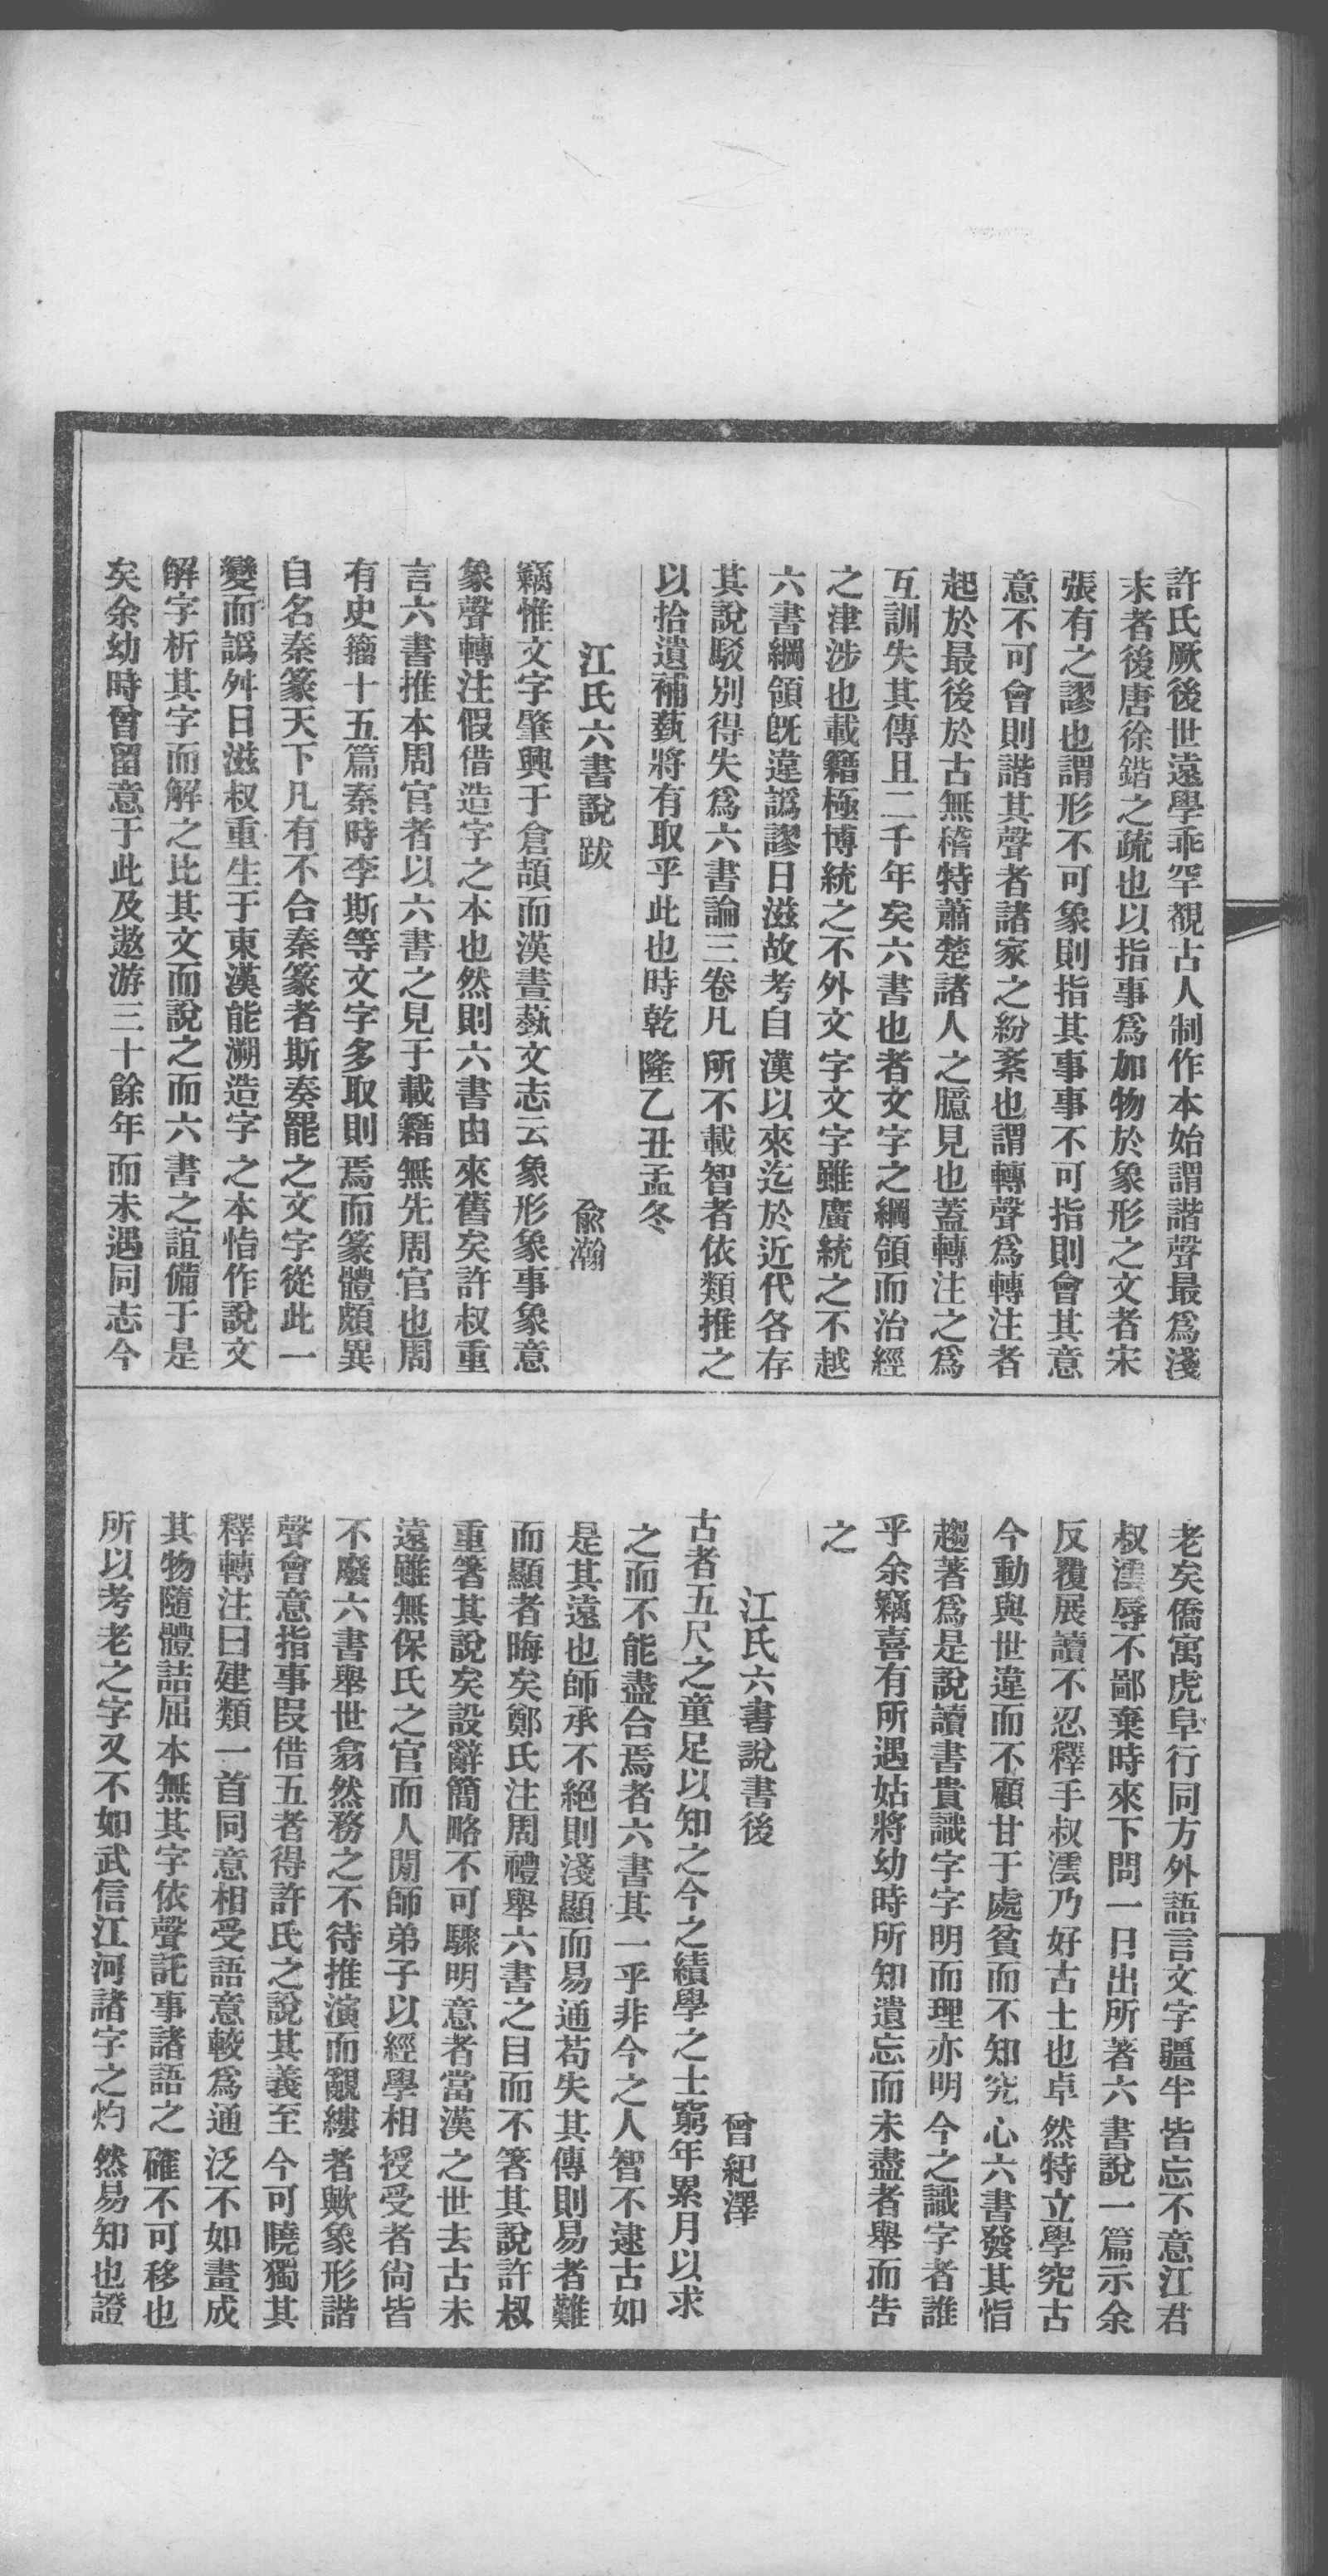 許氏厥後世遠學乖罕覩古人制作本始謂諧聲最爲淺
末者後唐徐鍇之疏也以指事爲加物於象形之文者宋
張有之謬也謂形不可象則指其事事不可指則會其意
意不可會則諧其聲者諸家之紛紊也謂轉聲爲轉注者
起於最後於古無稽特蕭楚諸人之臆見也蓋轉注之爲
互訓失其傳且二千年矣六書也者文字之綱領而治經
之津涉也載籍極博統之不外文字文字雖廣統之不越
六書綱領旣違譌謬日滋故考自漢以來迄於近代各存
其說駁別得失爲六書論三卷凡所不載智者依類推之
以拾遺補蓺將有取乎此也時乾隆乙丑孟冬
江氏六書說跋
兪瀚
竊惟文字肇興于倉頡而漢書蓺文志云象形象事象意
象聲轉注假借造字之本也然則六書由來舊矣許叔重
言六書推本周官者以六書之見于載籍無先周官也周
有史籀十五篇秦時李斯等文字多取則焉而篆體頗異
自名秦篆天下凡有不合秦篆者斯奏罷之文字從此一
變而譌舛日滋叔重生于東漢能溯造字之本恉作說文
解字析其字而解之比其文而說之而六書之誼備于是
矣余幼時曾留意于此及遨游三十餘年而未遇同志今
老矣僑寓虎阜行同方外語言文字彊半皆忘不意江君
叔澐辱不鄙棄時來下問一日出所著六書說一篇示余
反覆展讀不忍釋手叔澐乃好古士也卓然特立學究古
今動與世違而不顧甘于處貧而不知究心六書發其恉
趨著爲是說讀書貴識字字明而理亦明今之識字者誰
乎余竊喜有所遇姑將幼時所知遺忘而未盡者舉而告
之
江氏六書說書後
曾紀澤
古者五尺之童足以知之今之績學之士窮年累月以求
之而不能盡合焉者六書其一乎非今之人智不逮古如
是其遠也師承不絕則淺顯而易通苟失其傳則易者難
而顯者晦矣鄭氏注周禮舉六書之目而不箸其說許叔
重箸其說矣設辭簡略不可驟明意者當漢之世去古未
遠雖無保氏之官而人閒師弟子以經學相授受者尙皆
不廢六書舉世翕然務之不待推演而覼縷者歟象形諧
聲會意指事叚借五者得許氏之說其義至今可曉獨其
釋轉注曰建類一首同意相受語意較爲通泛不如畫成
其物隨體詰屈本無其字依聲託事諸語之確不可移也
所以考老之字又不如武信江河諸字之灼然易知也證